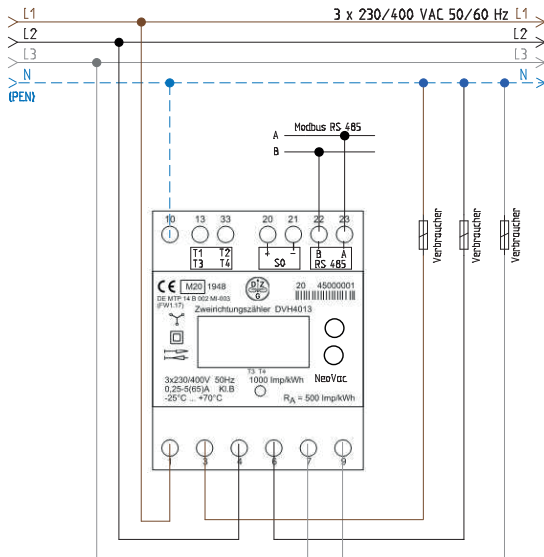 L1 3 x 230/400 VAC 50/60 Hz L1
L2 L2
L3 L3
N N
(PEN)
Modbus RS 485
A
B
Verbraucher
Verbraucher
Verbraucher
10 13 33 20 21 22 23
T1 T2 + - B A
T3 T4 S0 RS 485
CE M20 1948 DZG 20 45000001
DE MTP 14 B 002 MI-003
(FW1.17)
Zweirichtungszähler DVH4013
NeoVac
T3 T4
3x230/400V 50Hz 1000 Imp/kWh
0,25-5(65)A Kl.B
-25°C ... +70°C RA = 500 Imp/kWh
1 3 4 6 7 9